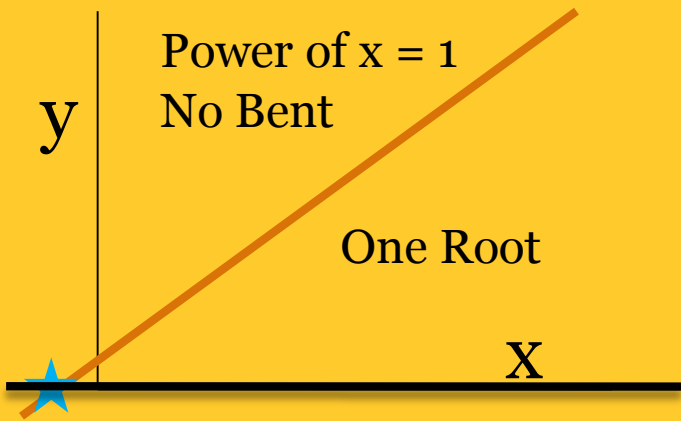 Power of x = 1
y
No Bent
One Root
x